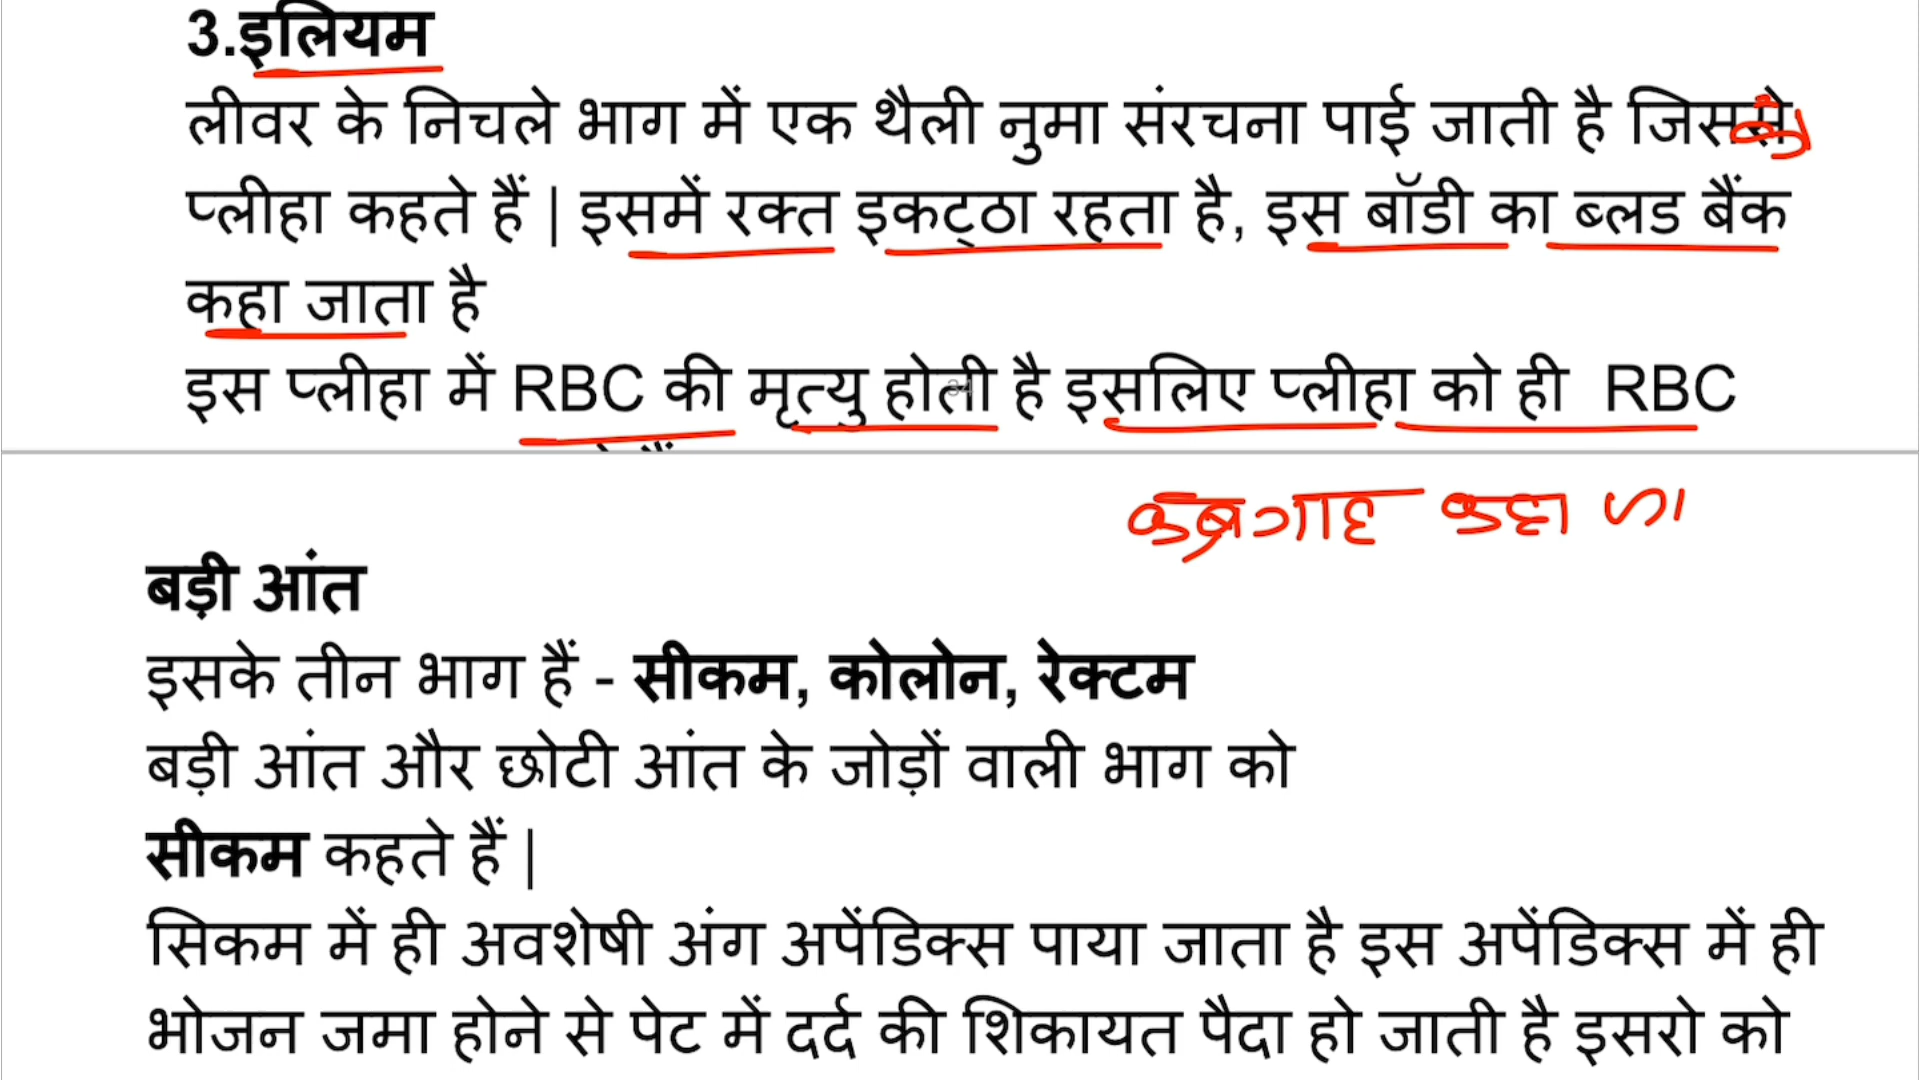 3.इलियम
लीवर के निचले भाग में एक थैली नुमा संरचना पाई जाती है जिससे
को
प्लीहा कहते हैं | इसमें रक्त इकट्ठा रहता है, इस बॉडी का ब्लड बैंक
कहा जाता है
इस प्लीहा में RBC की मृत्यु होती है इसलिए प्लीहा को ही RBC
34
कब्रगाह कहा जा
बड़ी आंत
इसके तीन भाग हैं - सीकम, कोलोन, रेक्टम
बड़ी आंत और छोटी आंत के जोड़ों वाली भाग को
सीकम कहते हैं |
सिकम में ही अवशेषी अंग अपेंडिक्स पाया जाता है इस अपेंडिक्स में ही
भोजन जमा होने से पेट में दर्द की शिकायत पैदा हो जाती है इसरो को